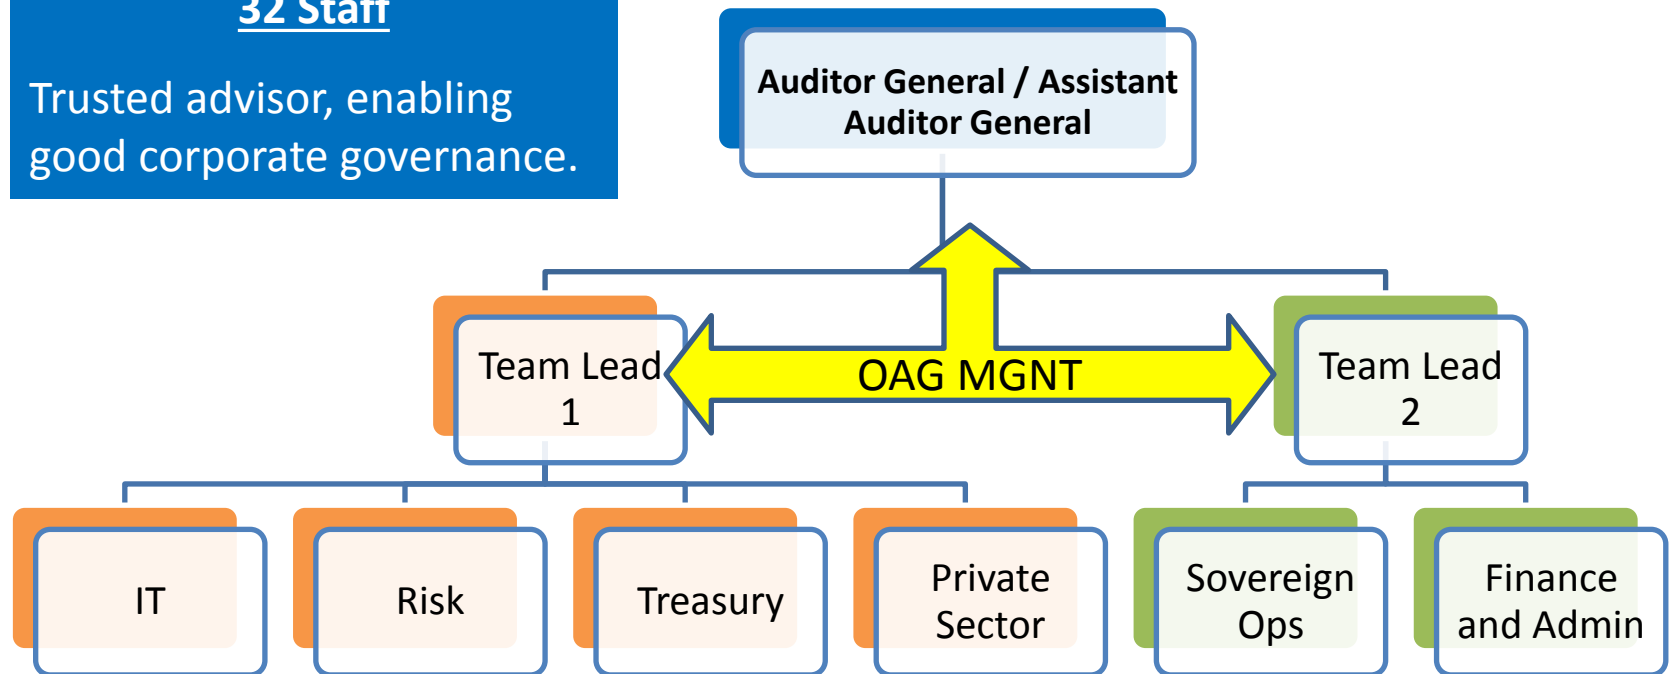 32 Staff
Trusted advisor, enabling
good corporate governance.
Auditor General / Assistant
Auditor General
OAG MGNT
Team Lead
1
Team Lead
2
IT
Risk
Treasury
Private
Sector
Sovereign
Ops
Finance
and Admin